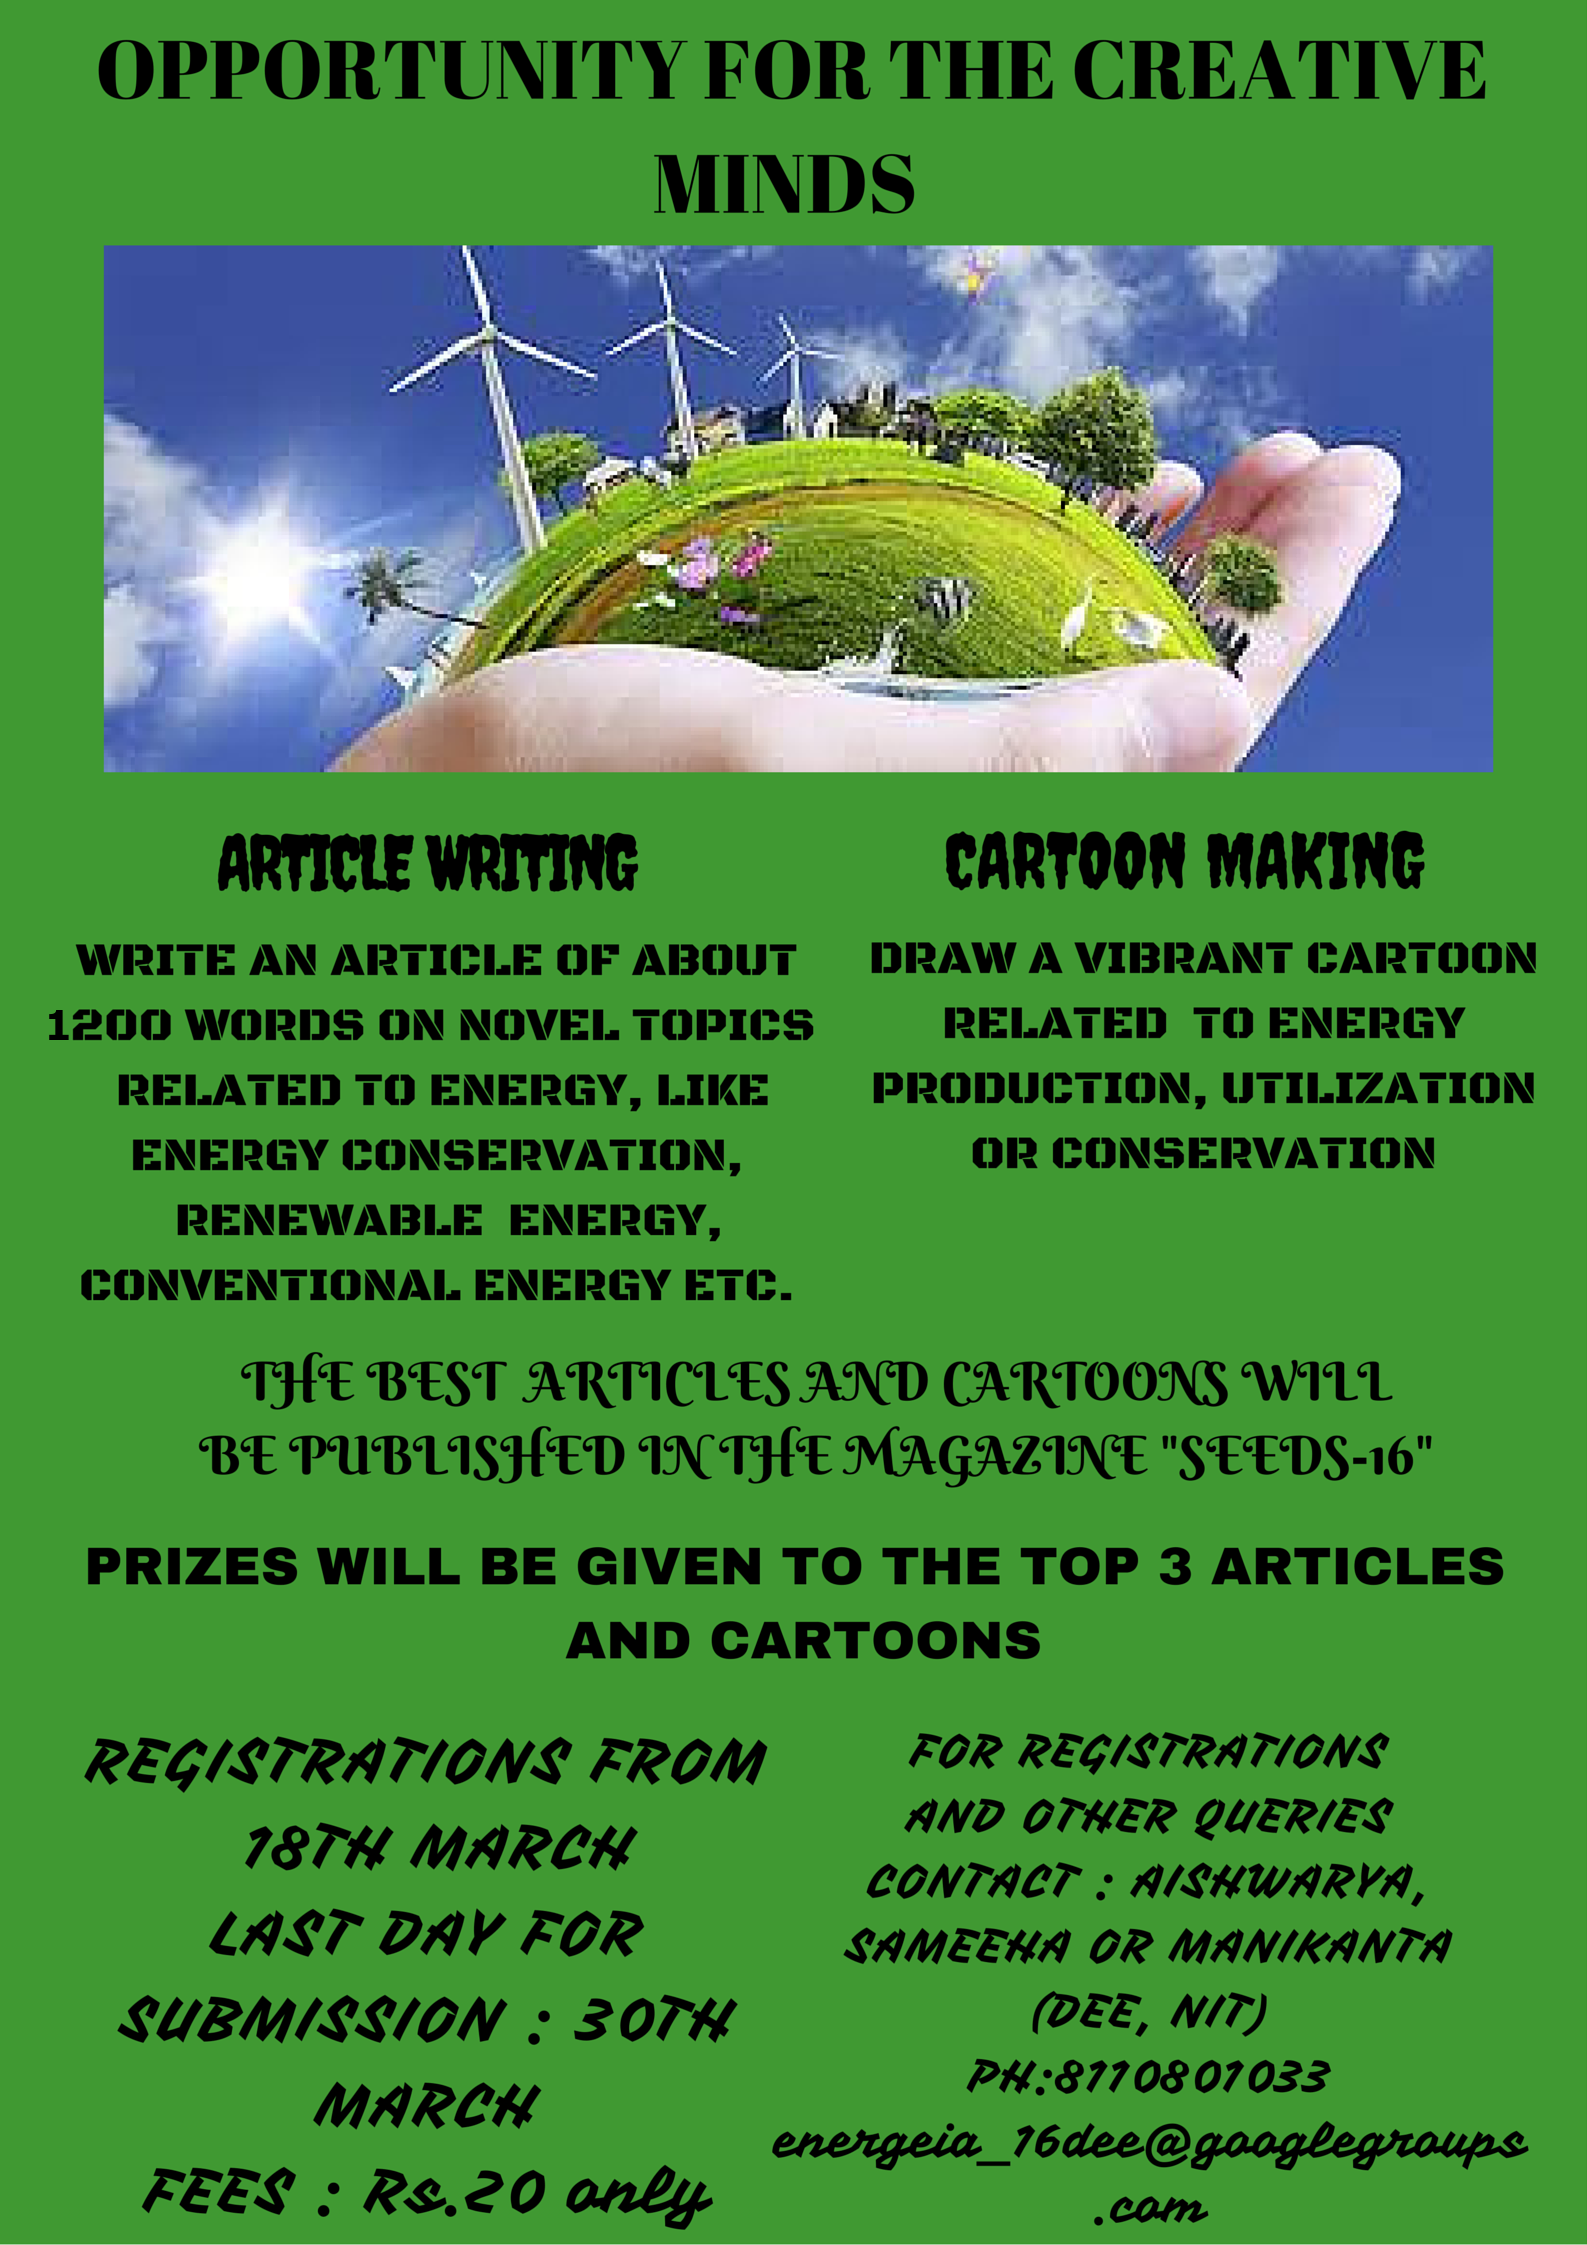 OPPORTUNITY FOR THE CREATIVE
MINDS
ARTICLE WRITING
WRITE AN ARTICLE OF ABOUT
1200 WORDS ON NOVEL TOPICS
RELATED TO ENERGY, LIKE
ENERGY CONSERVATION,
RENEWABLE ENERGY,
CONVENTIONAL ENERGY ETC.
CARTOON MAKING
DRAW A VIBRANT CARTOON
RELATED TO ENERGY
PRODUCTION, UTILIZATION
OR CONSERVATION
THE BEST ARTICLES AND CARTOONS WILL
BE PUBLISHED IN THE MAGAZINE "SEEDS-16"
PRIZES WILL BE GIVEN TO THE TOP 3 ARTICLES
AND CARTOONS
REGISTRATIONS FROM
18TH MARCH
LAST DAY FOR
SUBMISSION : 30TH
MARCH
FEES : Rs.20 only
FOR REGISTRATIONS
AND OTHER QUERIES
CONTACT : AISHWARYA,
SAMEEHA OR MANIKANTA
(DEE, NIT)
PH:8110801033
energeia_16dee@googlegroups
.com